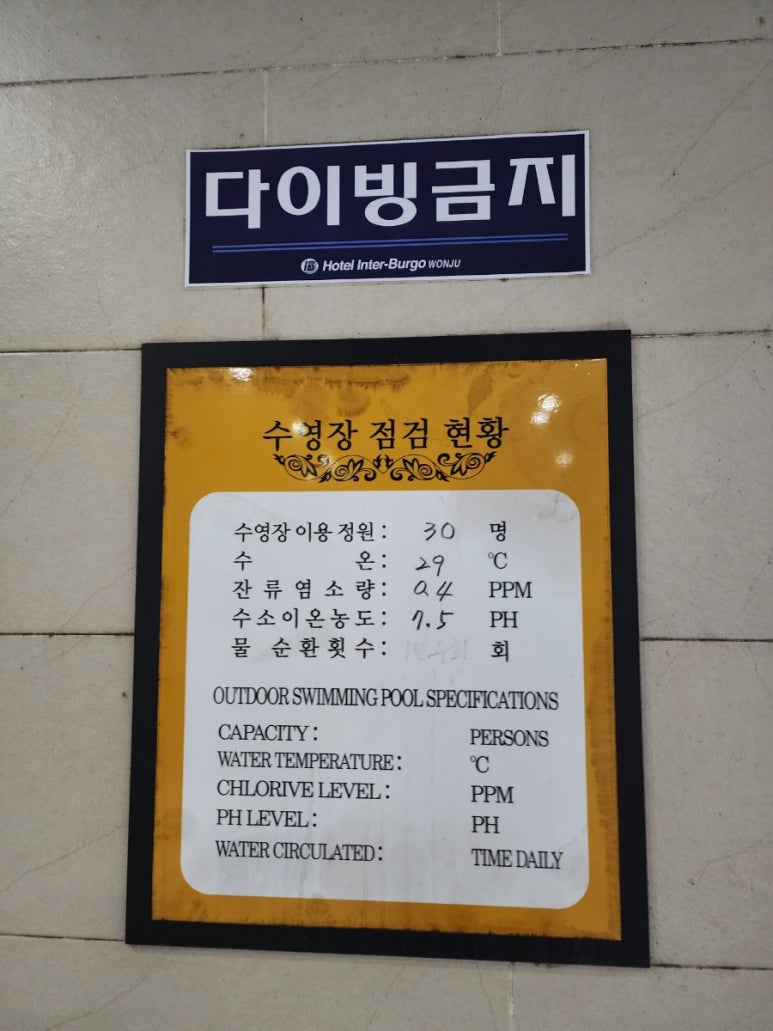 다이빙금지
Hotel Inter-Burgo WONJU
수영장 점검 현황
수영장 이용 정원 : 30 명
수 온 : 29 ℃
잔 류 염 소 량 : 0.4 PPM
수 소 이 온 농 도 : 7.5 PH
물 순 환 횟 수 : 회
OUTDOOR SWIMMING POOL SPECIFICATIONS
CAPACITY : PERSONS
WATER TEMPERATURE : ℃
CHLORIVE LEVEL : PPM
PH LEVEL : PH
WATER CIRCULATED : TIME DAILY